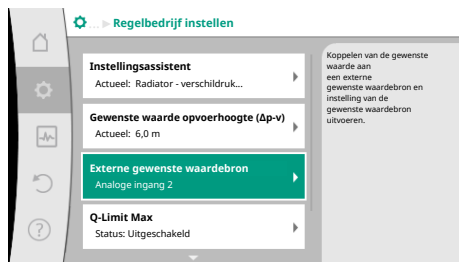 ... ▶ Regelbedrijf instellen
Instellingsassistent
Actueel: Radiator - verschildruk...
Gewenste waarde opvoerhoogte (Δp-v)
Actueel: 6,0 m
Externe gewenste waardebron
Analoge ingang 2
Q-Limit Max
Status: Uitgeschakeld
Koppelen van de gewenste
waarde aan
een externe
gewenste waardebron en
instelling van de
gewenste waardebron
uitvoeren.